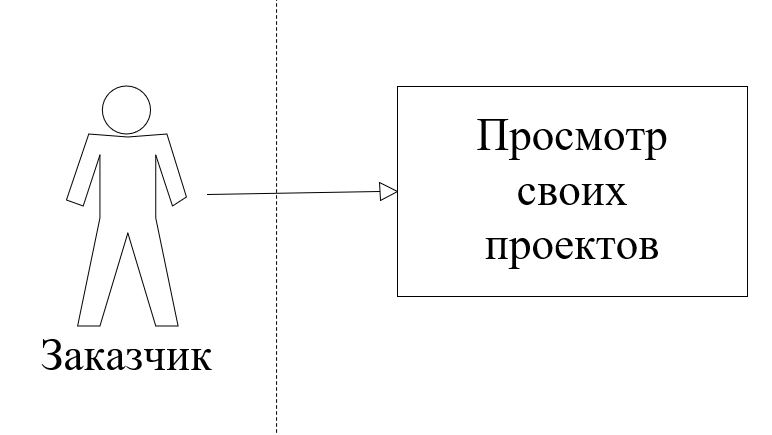 Просмотр
своих
проектов
Заказчик